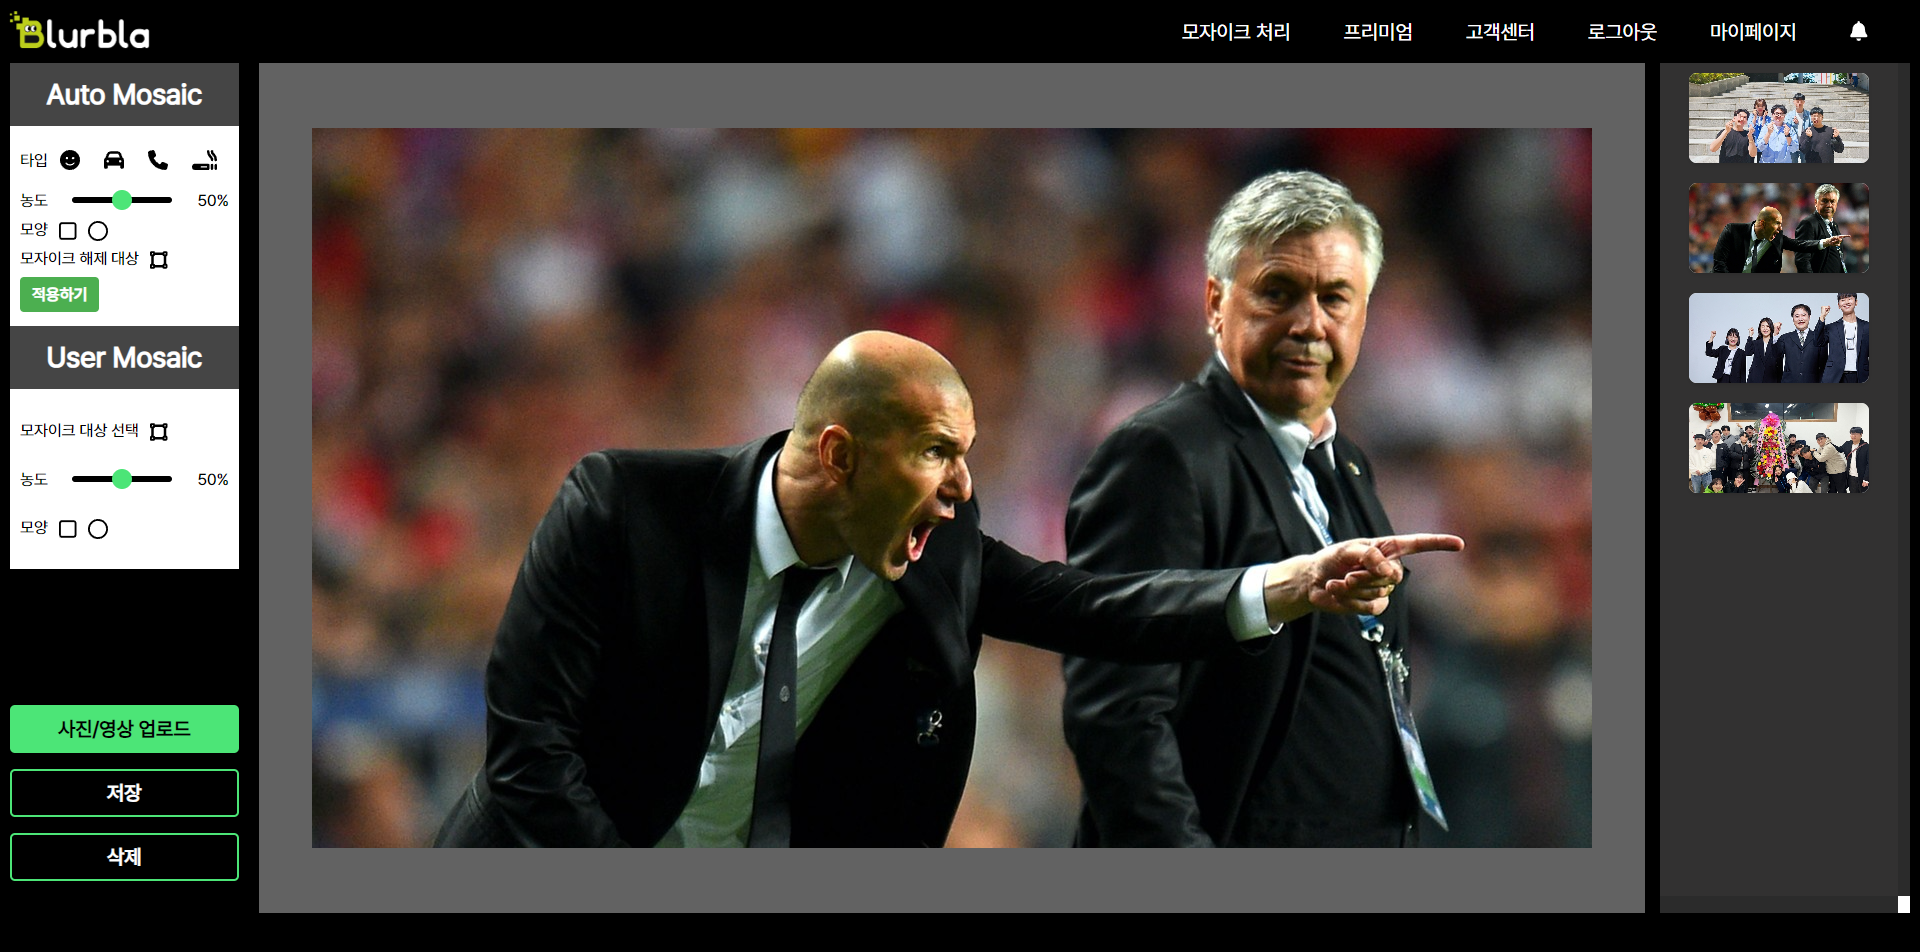 Blurbla
모자이크 처리
프리미엄
고객센터
로그아웃
마이페이지
Auto Mosaic
타입
농도 50%
모양
모자이크 해제 대상
적용하기
User Mosaic
모자이크 대상 선택
농도 50%
모양
사진/영상 업로드
저장
삭제